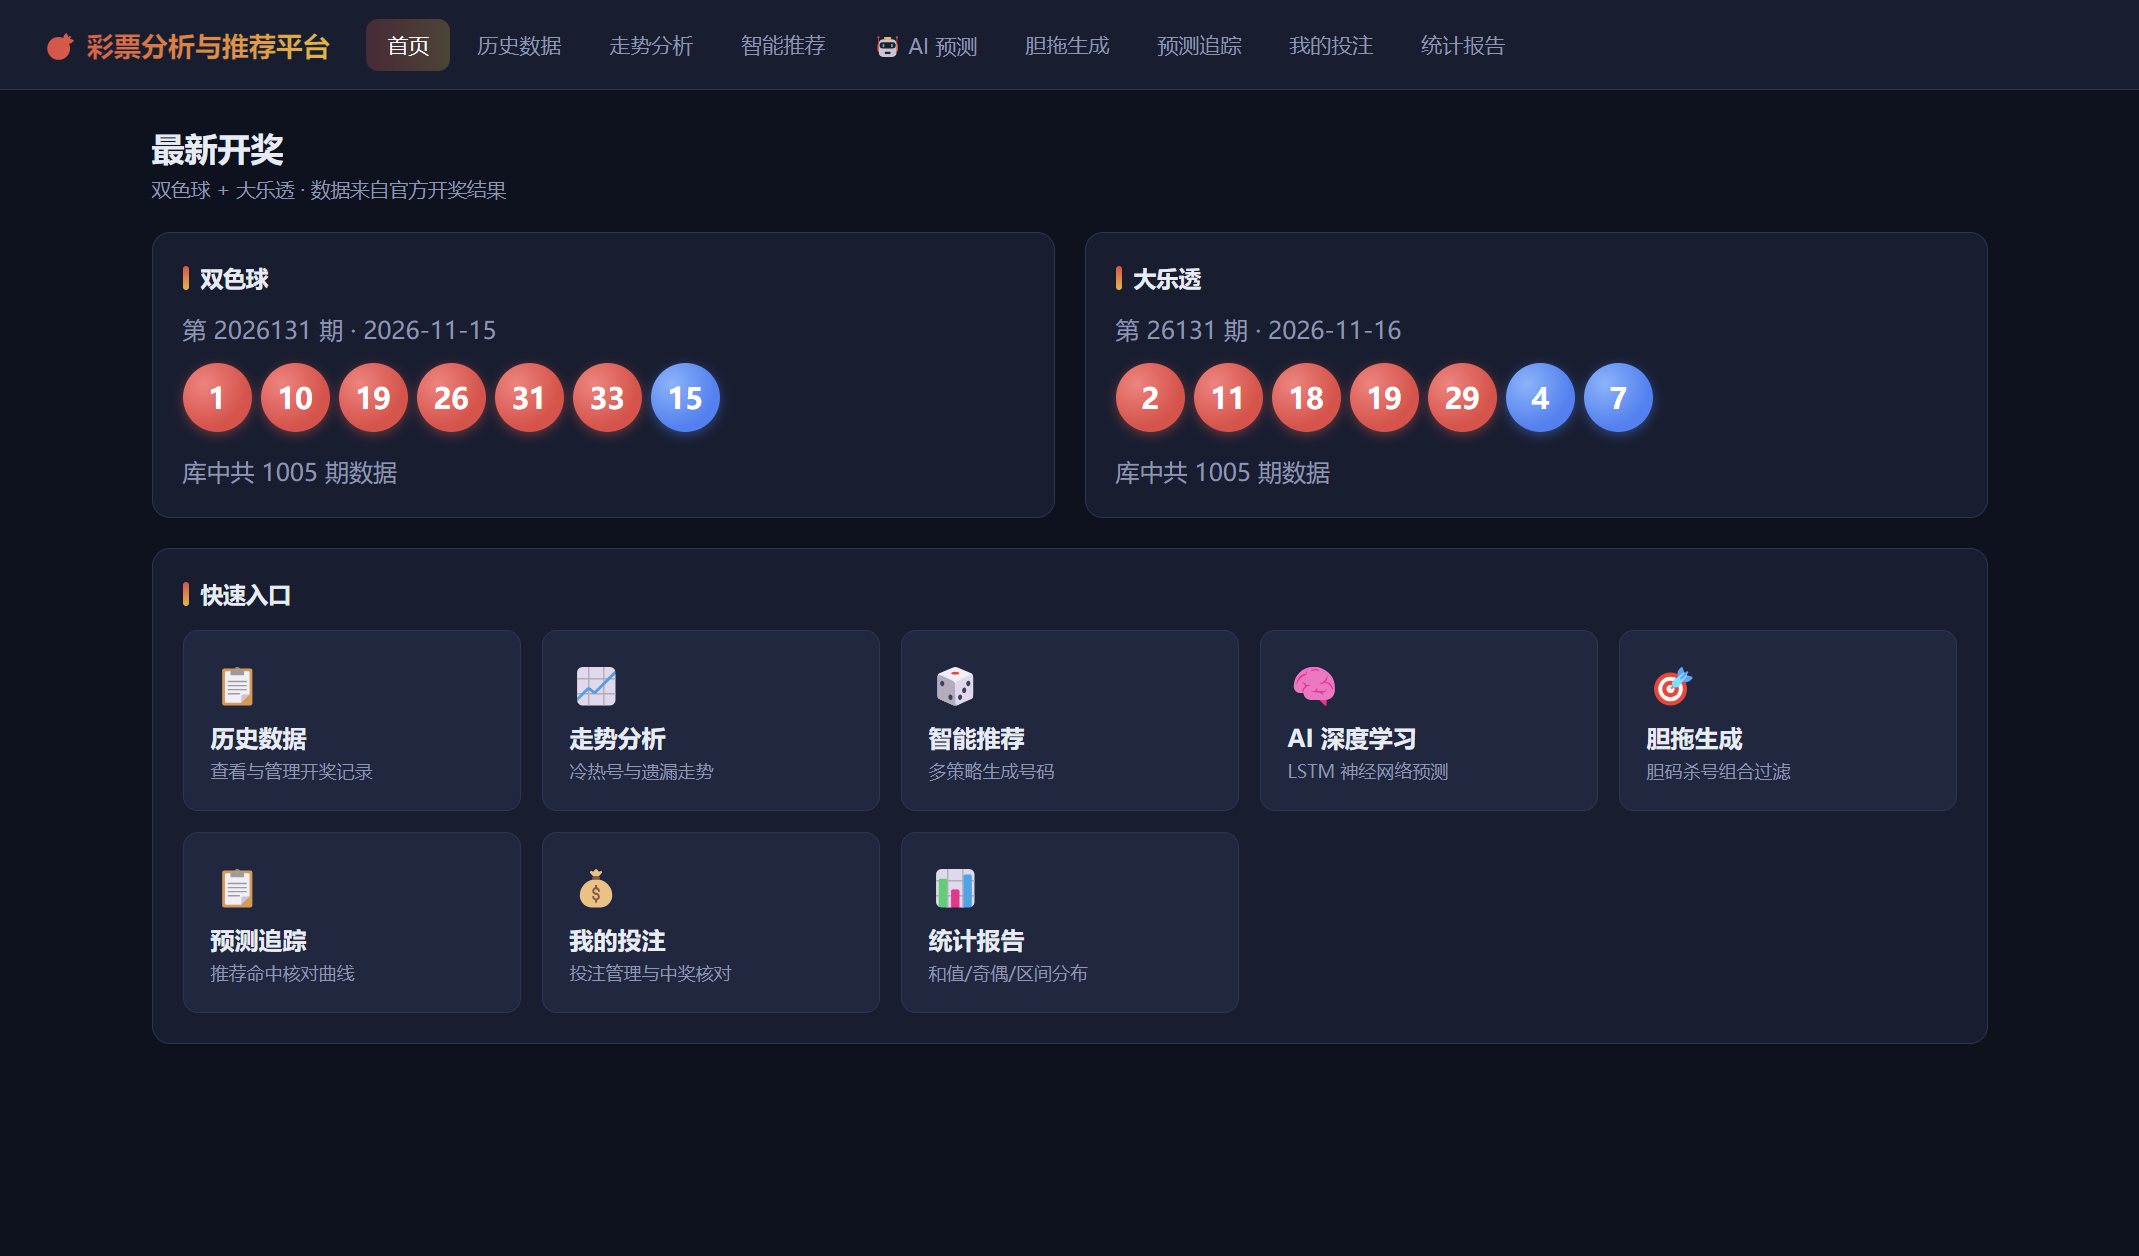 彩票分析与推荐平台
首页
历史数据
走势分析
智能推荐
AI 预测
胆拖生成
预测追踪
我的投注
统计报告
最新开奖
双色球 + 大乐透 · 数据来自官方开奖结果
双色球
第 2026131 期 · 2026-11-15
1 10 19 26 31 33 15
库中共 1005 期数据
大乐透
第 26131 期 · 2026-11-16
2 11 18 19 29 4 7
库中共 1005 期数据
快速入口
历史数据
查看与管理开奖记录
走势分析
冷热号与遗漏走势
智能推荐
多策略生成号码
AI 深度学习
LSTM 神经网络预测
胆拖生成
胆码杀号组合过滤
预测追踪
推荐命中核对曲线
我的投注
投注管理与中奖核对
统计报告
和值/奇偶/区间分布